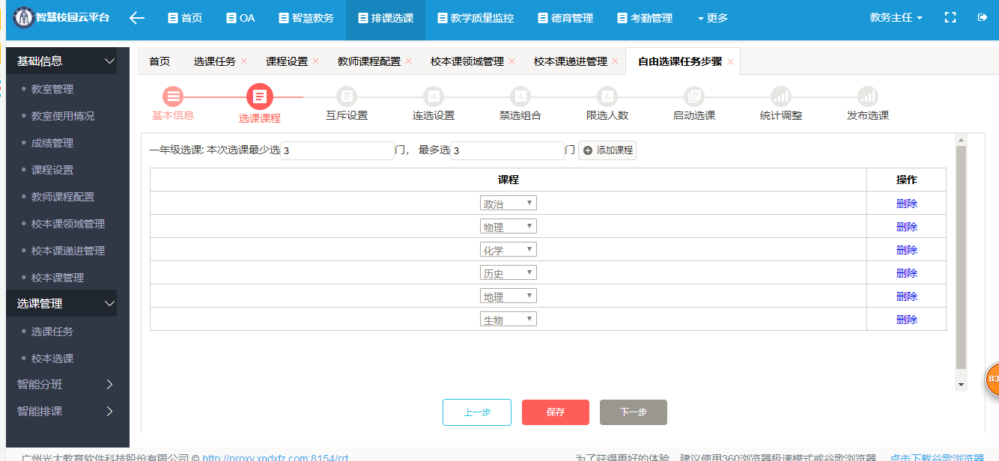 智慧校园云平台 首页 OA 智慧教务 排课选课 教学质量监控 德育管理 考勤管理 更多 教务主任
基础信息
教室管理
教室使用情况
成绩管理
课程设置
教师课程配置
校本课领域管理
校本课递进管理
校本课管理
选课管理
选课任务
校本选课
智能分班
智能排课
首页 选课任务 × 课程设置 × 教师课程配置 × 校本课领域管理 × 校本课递进管理 × 自由选课任务步骤 ×
基本信息 选课课程 互斥设置 连选设置 禁选组合 限选人数 启动选课 统计调整 发布选课
一年级选课: 本次选课最少选 3 门， 最多选 3 门 添加课程
课程 操作
政治 删除
物理 删除
化学 删除
历史 删除
地理 删除
生物 删除
上一步 保存 下一步
83
广州光大教育软件科技股份有限公司 © http://proxy.xndxfz.com:8154/rrt 为了获得更好的体验，建议使用360浏览器极速模式或谷歌浏览器 点击下载谷歌浏览器